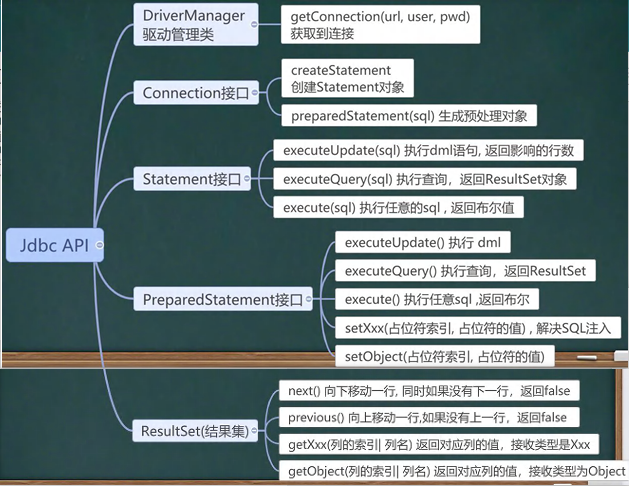 Jdbc API
DriverManager
驱动管理类
getConnection(url, user, pwd)
获取到连接
Connection接口
createStatement
创建Statement对象
preparedStatement(sql) 生成预处理对象
Statement接口
executeUpdate(sql) 执行dml语句, 返回影响的行数
executeQuery(sql) 执行查询，返回ResultSet对象
execute(sql) 执行任意的sql , 返回布尔值
PreparedStatement接口
executeUpdate() 执行 dml
executeQuery() 执行查询，返回ResultSet
execute() 执行任意sql ,返回布尔
setXxx(占位符索引, 占位符的值) , 解决SQL注入
setObject(占位符索引, 占位符的值)
ResultSet(结果集)
next() 向下移动一行, 同时如果没有下一行，返回false
previous() 向上移动一行,如果没有上一行，返回false
getXxx(列的索引| 列名) 返回对应列的值，接收类型是Xxx
getObject(列的索引| 列名) 返回对应列的值，接收类型为Object